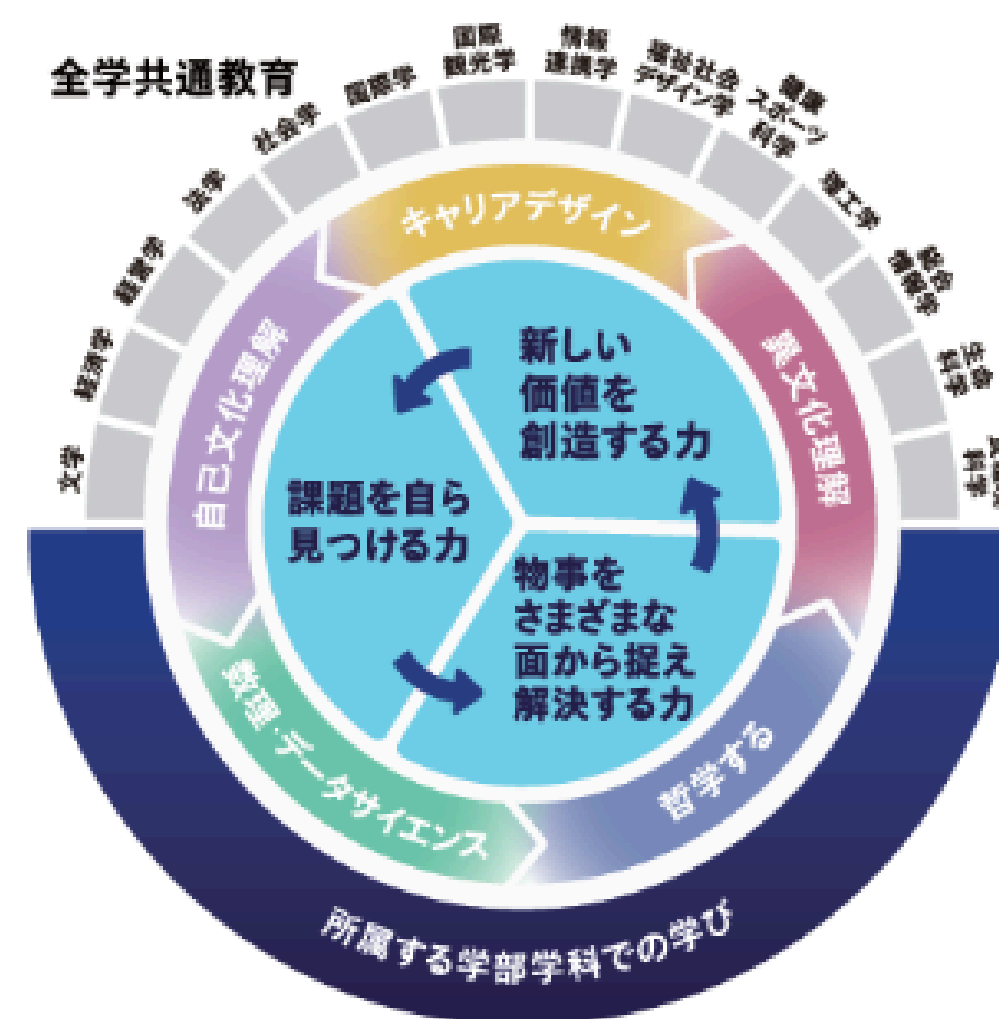 全学共通教育
文学
経済学
経営学
法学
社会学
国際学
国際
観光学
情報
連携学
福祉社会
デザイン学
健康
スポーツ
科学
理工学
総合
情報学
生命
科学
科学
キャリアデザイン
異文化理解
哲学する
数理・データサイエンス
自己文化理解
新しい
価値を
創造する力
課題を自ら
見つける力
物事を
さまざまな
面から捉え
解決する力
所属する学部学科での学び